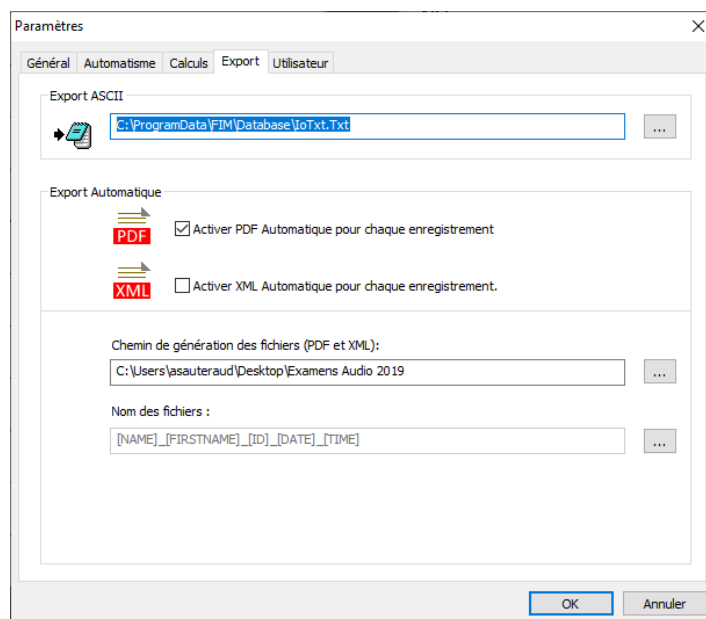 Paramètres
Général Automatisme Calculs Export Utilisateur
Export ASCII
C:\ProgramData\FIM\Database\IoTxt.Txt
...
Export Automatique
PDF
Activer PDF Automatique pour chaque enregistrement
XML
Activer XML Automatique pour chaque enregistrement.
Chemin de génération des fichiers (PDF et XML):
C:\Users\asauteraud\Desktop\Examens Audio 2019
...
Nom des fichiers :
[NAME]_[FIRSTNAME]_[ID]_[DATE]_[TIME]
...
OK Annuler